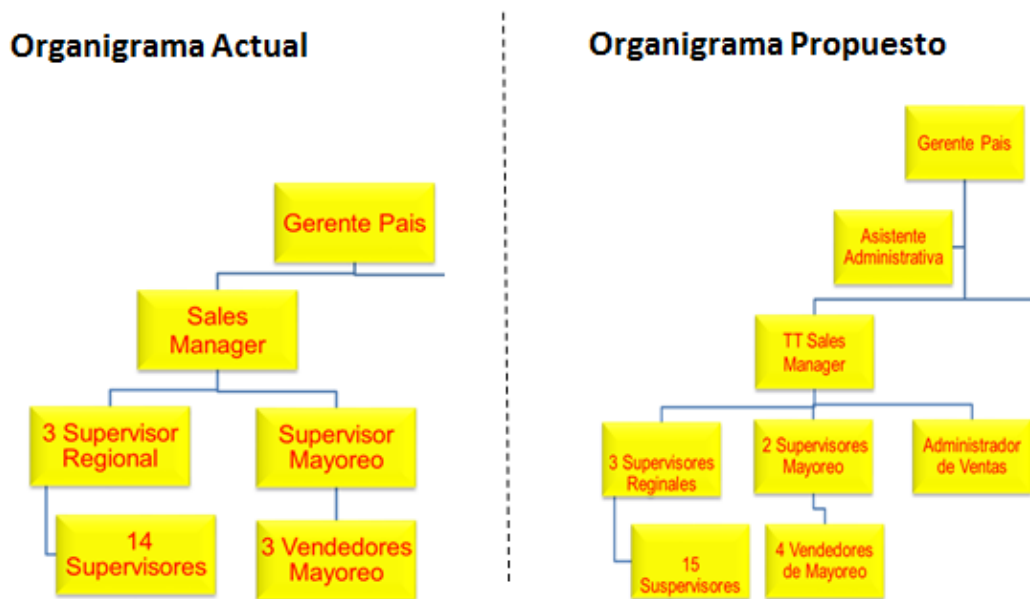 Organigrama Actual
Gerente Pais
Sales
Manager
3 Supervisor
Regional
Supervisor
Mayoreo
14
Supervisores
3 Vendedores
Mayoreo
Organigrama Propuesto
Gerente Pais
Asistente
Administrativa
TT Sales
Manager
3 Supervisores
Reginales
2 Supervisores
Mayoreo
Administrador
de Ventas
15
Suspervisores
4 Vendedores
de Mayoreo